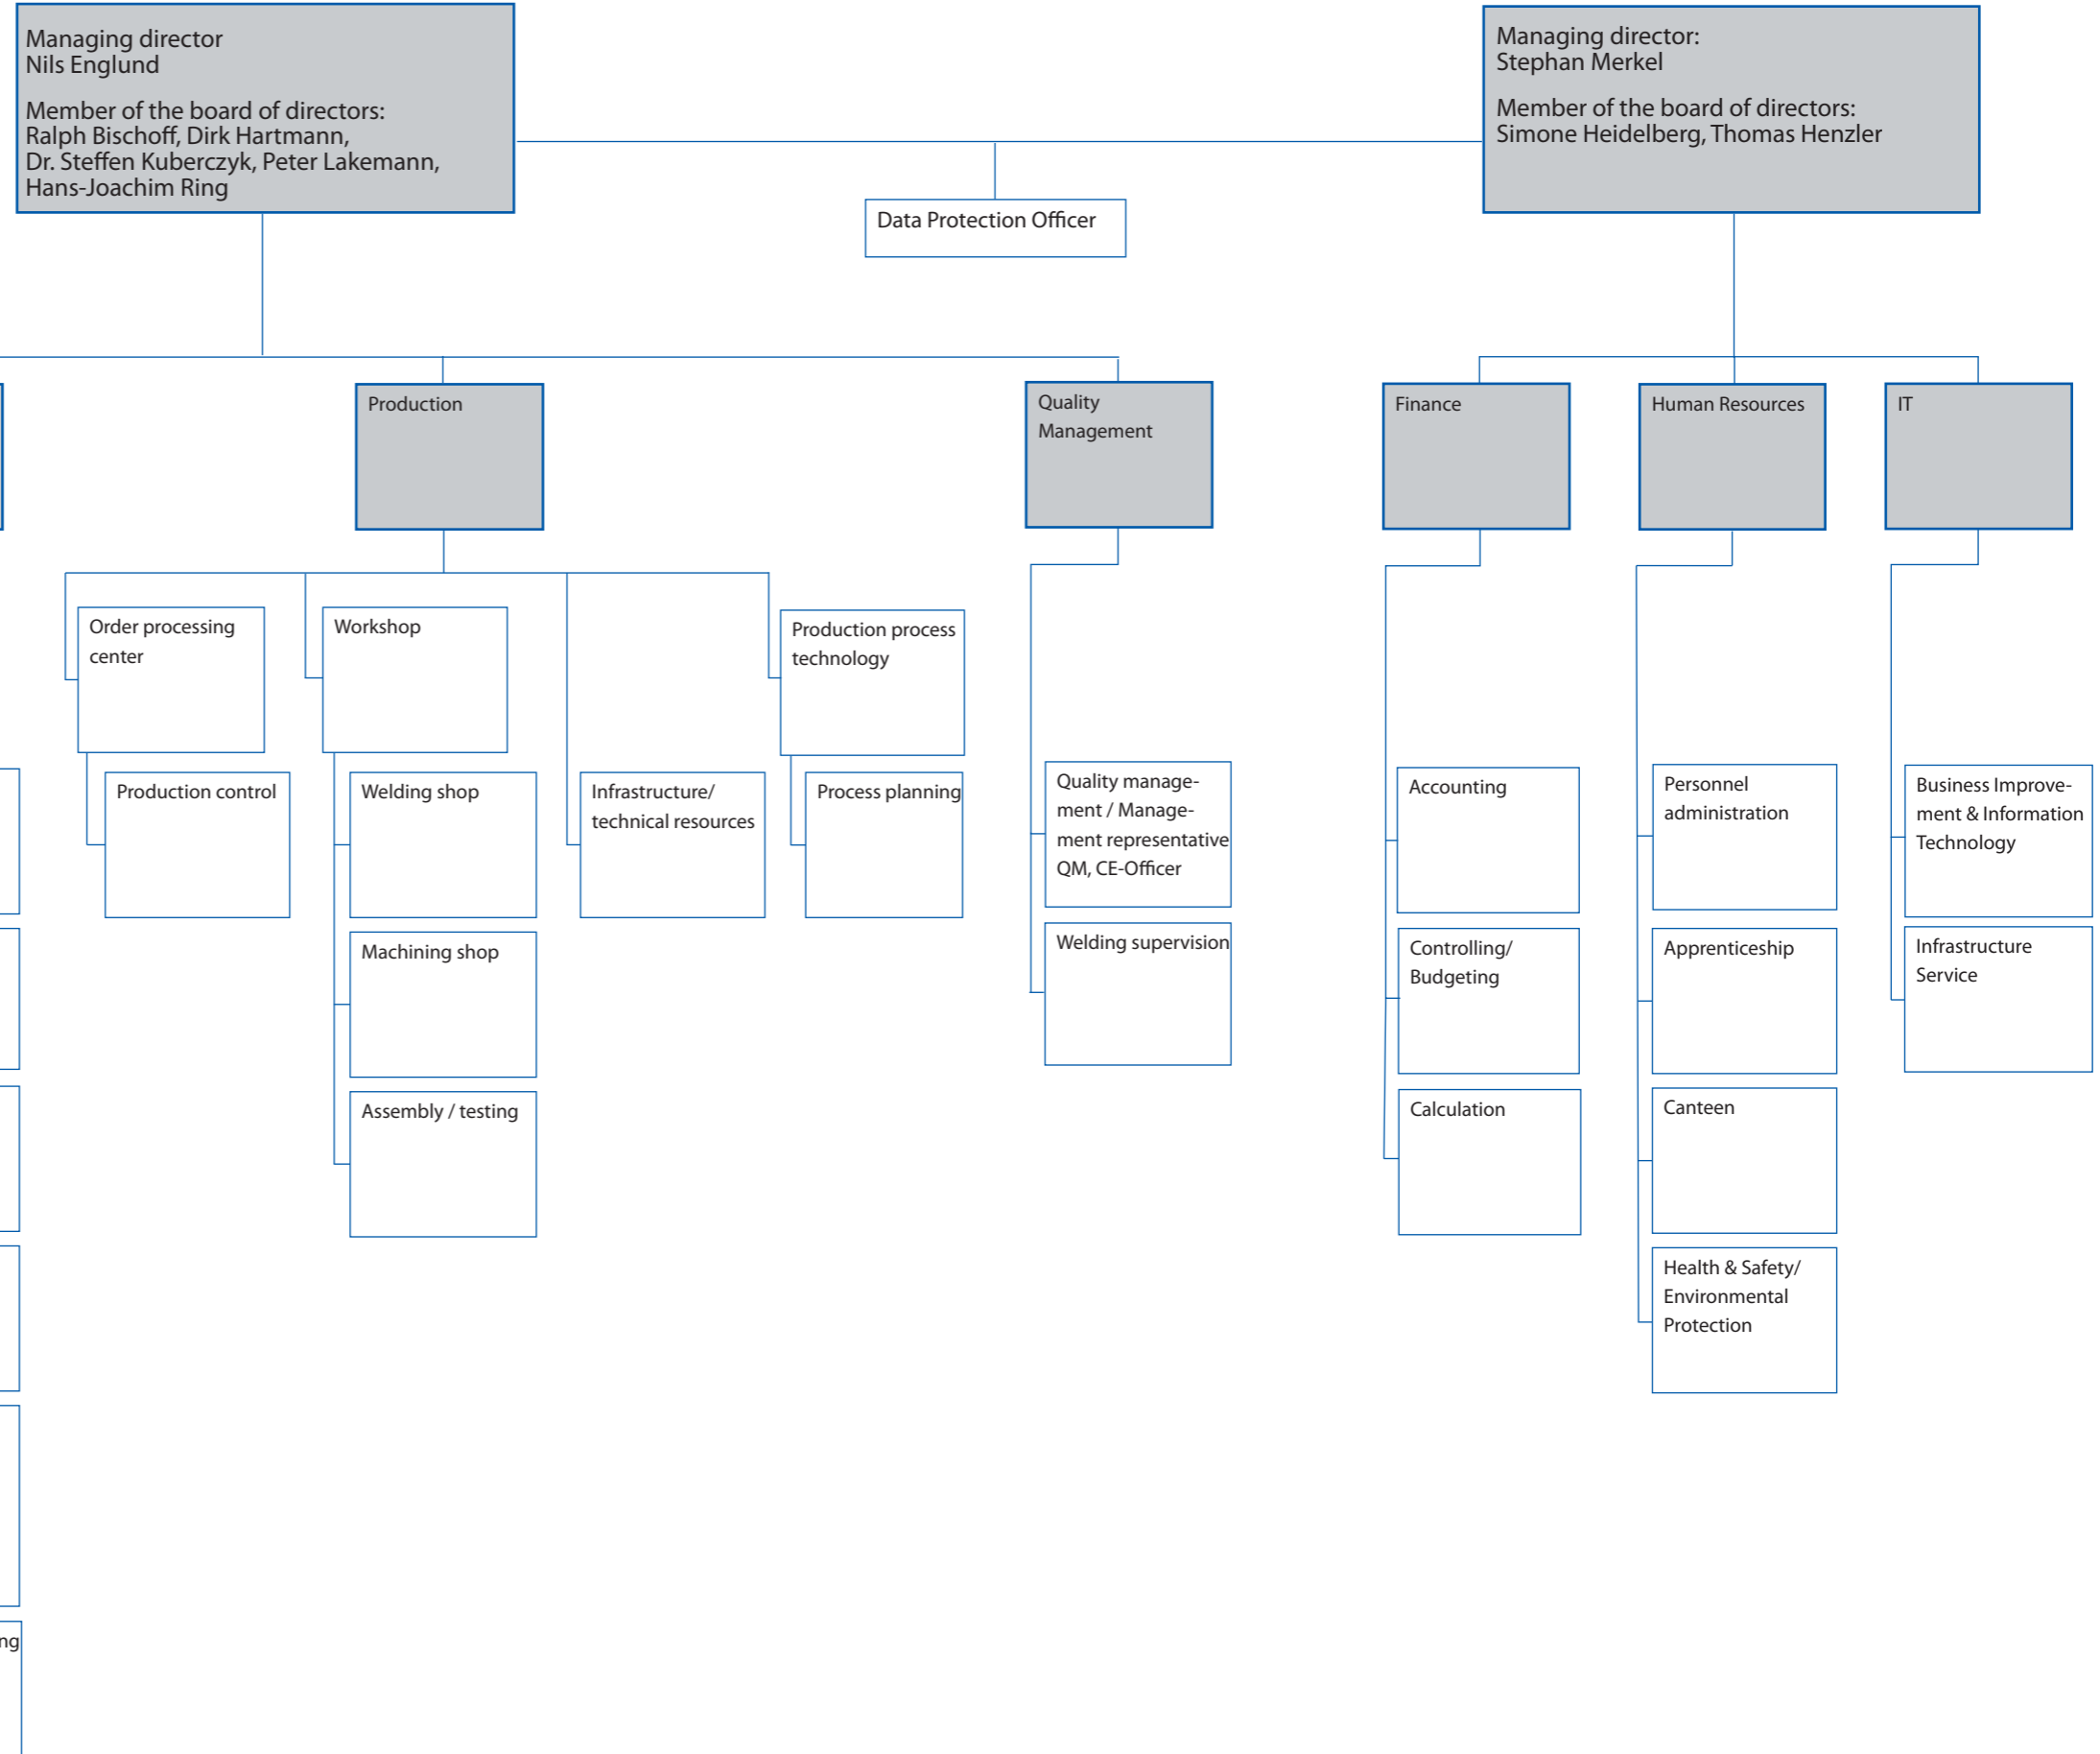 Managing director
Nils Englund
Member of the board of directors:
Ralph Bischoff, Dirk Hartmann,
Dr. Steffen Kuberczyk, Peter Lakemann,
Hans-Joachim Ring
Managing director:
Stephan Merkel
Member of the board of directors:
Simone Heidelberg, Thomas Henzler
Data Protection Officer
Production
Quality
Management
Finance
Human Resources
IT
Order processing
center
Workshop
Production process
technology
Production control
Welding shop
Infrastructure/
technical resources
Process planning
Machining shop
Assembly / testing
Quality manage-
ment / Manage-
ment representative
QM, CE-Officer
Welding supervision
Accounting
Controlling/
Budgeting
Calculation
Personnel
administration
Apprenticeship
Canteen
Health & Safety/
Environmental
Protection
Business Improve-
ment & Information
Technology
Infrastructure
Service
ng